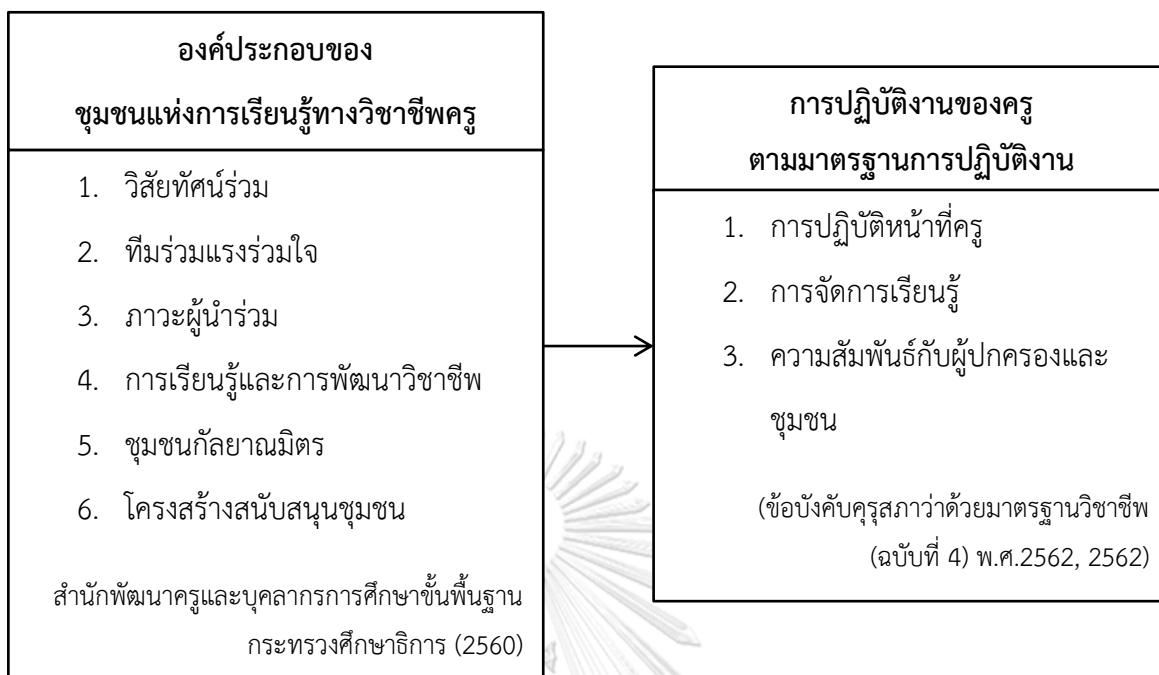 องค์ประกอบของ
ชุมชนแห่งการเรียนรู้ทางวิชาชีพครู
1. วิสัยทัศน์ร่วม
2. ทีมร่วมแรงร่วมใจ
3. ภาวะผู้นำร่วม
4. การเรียนรู้และการพัฒนาวิชาชีพ
5. ชุมชนกัลยาณมิตร
6. โครงสร้างสนับสนุนชุมชน
สำนักพัฒนาครูและบุคลากรการศึกษาขั้นพื้นฐาน
กระทรวงศึกษาธิการ (2560)
การปฏิบัติงานของครู
ตามมาตรฐานการปฏิบัติงาน
1. การปฏิบัติหน้าที่ครู
2. การจัดการเรียนรู้
3. ความสัมพันธ์กับผู้ปกครองและ
ชุมชน
(ข้อบังคับคุรุสภาว่าด้วยมาตรฐานวิชาชีพ
(ฉบับที่ 4) พ.ศ.2562, 2562)